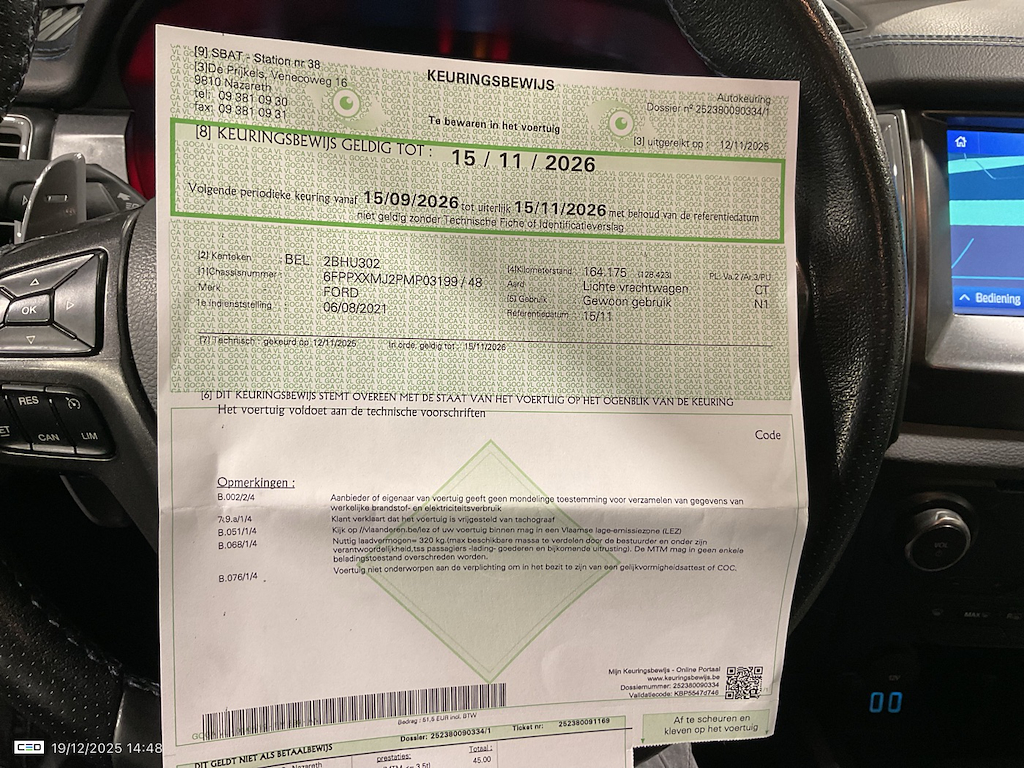 [9] SBAT - Station nr 38
[3]De Prijkels, Venecoweg 16
9810 Nazareth
tel: 09 381 09 30
fax: 09 381 09 31
KEURINGSBEWIJS
Te bewaren in het voertuig
Autokeuring
Dossier n° 252380090334/1
[3] uitgereikt op : 12/11/2025
[8] KEURINGSBEWIJS GELDIG TOT : 15 / 11 / 2026
Volgende periodieke keuring vanaf 15/09/2026 tot uiterlijk 15/11/2026 met behoud van de referentiedatum
niet geldig zonder Technische Fiche of Identificatieverslag
[2] Kenteken : BEL 2BHU302
[1]Chassisnummer : 6FPPXXMJ2PMP03199 / 48
Merk : FORD
1e indienststelling : 06/08/2021
[4]Kilometerstand : 164.175 (128.423) PL.Va.2 /Ar.3/PU
Aard : Lichte vrachtwagen CT
[5] Gebruik : Gewoon gebruik N1
Referentiedatum : 15/11
[7] Technisch : gekeurd op 12/11/2025 In orde, geldig tot : 15/11/2026
[6] DIT KEURINGSBEWIJS STEMT OVEREEN MET DE STAAT VAN HET VOERTUIG OP HET OGENBLIK VAN DE KEURING
Het voertuig voldoet aan de technische voorschriften
Code
Opmerkingen :
B.002/2/4 Aanbieder of eigenaar van voertuig geeft geen mondelinge toestemming voor verzamelen van gegevens van
werkelijke brandstof- en elektriciteitsverbruik
7.9.a/1/4 Klant verklaart dat het voertuig is vrijgesteld van tachograaf
B.051/1/4 Kijk op //vlaanderen.be/lez of uw voertuig binnen mag in een Vlaamse lage-emissiezone (LEZ)
B.068/1/4 Nuttig laadvermogen= 320 kg.(max beschikbare massa te verdelen door de bestuurder en onder zijn
verantwoordelijkheid,tss passagiers -lading- goederen en bijkomende uitrusting). De MTM mag in geen enkele
beladingstoestand overschreden worden.
B.076/1/4 Voertuig niet onderworpen aan de verplichting om in het bezit te zijn van een gelijkvormigheidsattest of COC.
Mijn Keuringsbewijs - Online Portaal
www.keuringsbewijs.be
Dossiernummer: 252380090334
Validatiecode: KBP5547d746
Bedrag : 51,5 EUR incl. BTW
Af te scheuren en
kleven op het voertuig
Dossier: 252380090334/1 Ticket nr: 252380091169
DIT GELDT NIET ALS BETAALBEWIJS
prestaties: Totaal :
45.00
OK
RES
CAN
LIM
Bediening
VOL
MAX
00
CEO 19/12/2025 14:48